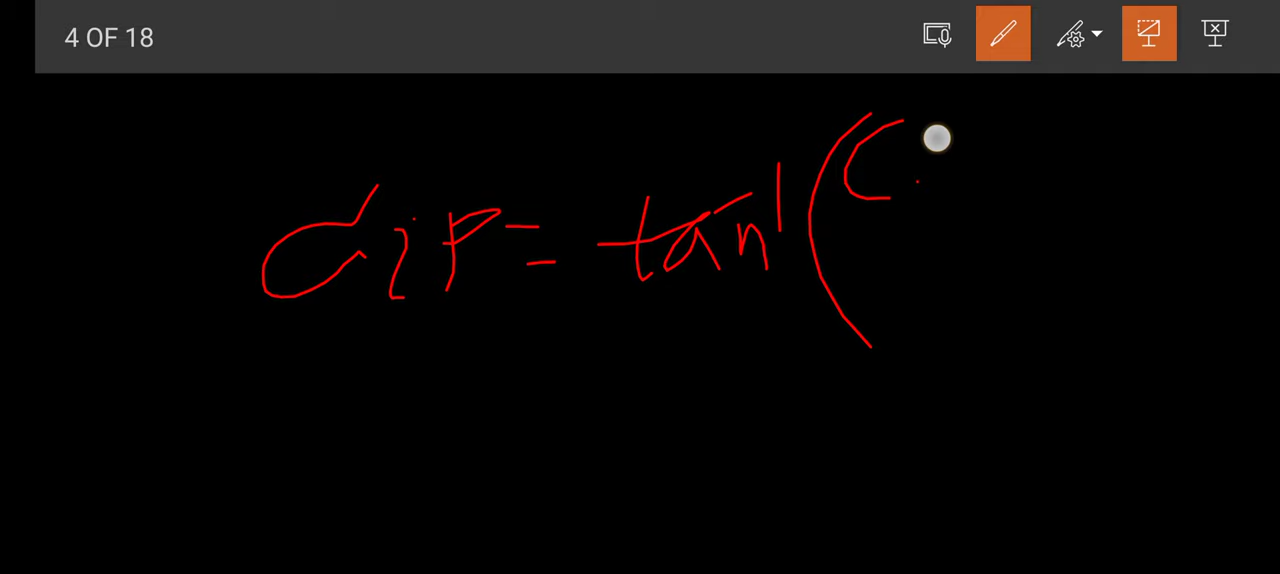 4 OF 18
dip = tan⁻¹ ( C.